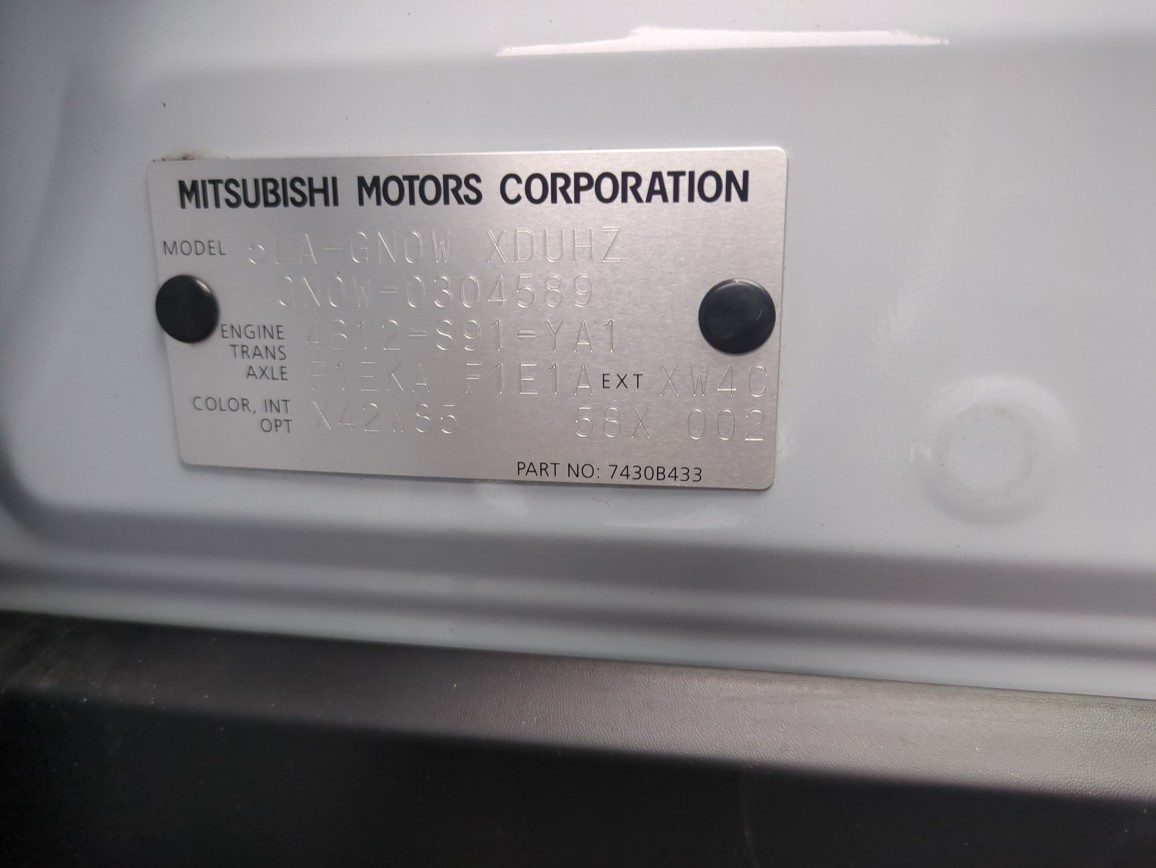 MITSUBISHI MOTORS CORPORATION
MODEL 5LA-GN0W XDUHZ
GN0W-0304589
ENGINE 4B12-S91-YA1
TRANS
AXLE F1EKA F1E1A EXT XW4C
COLOR, INT
OPT 58X 002
PART NO: 7430B433